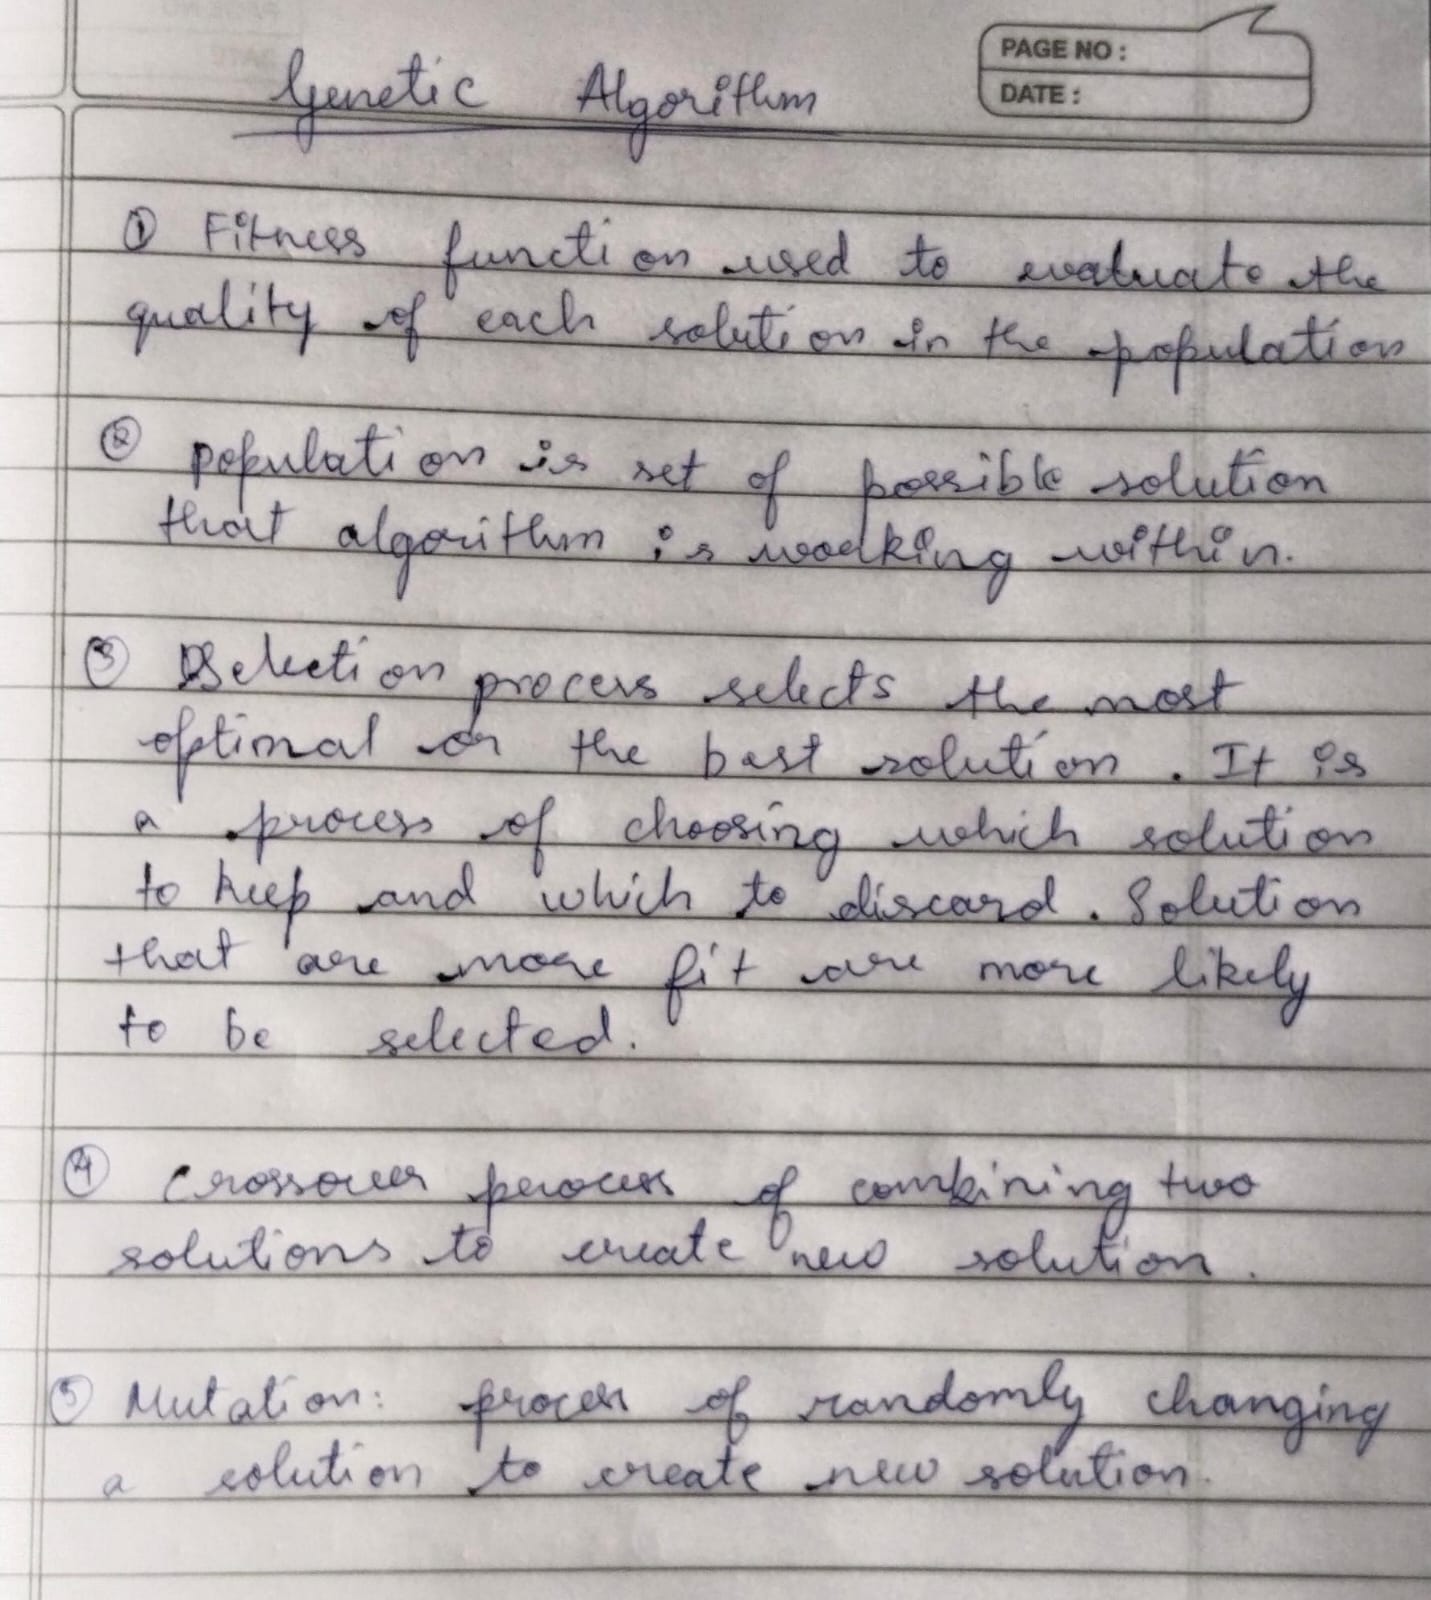 PAGE NO :
DATE :
Genetic Algorithm
① Fitness function used to evaluate the
quality of each solution in the population
② population is set of possible solution
that algorithm is working within.
③ Selection process selects the most
optimal or the best solution. It is
a process of choosing which solution
to keep and which to discard. Solution
that are more fit are more likely
to be selected.
④ Crossover process of combining two
solutions to create new solution.
⑤ Mutation: process of randomly changing
a solution to create new solution.